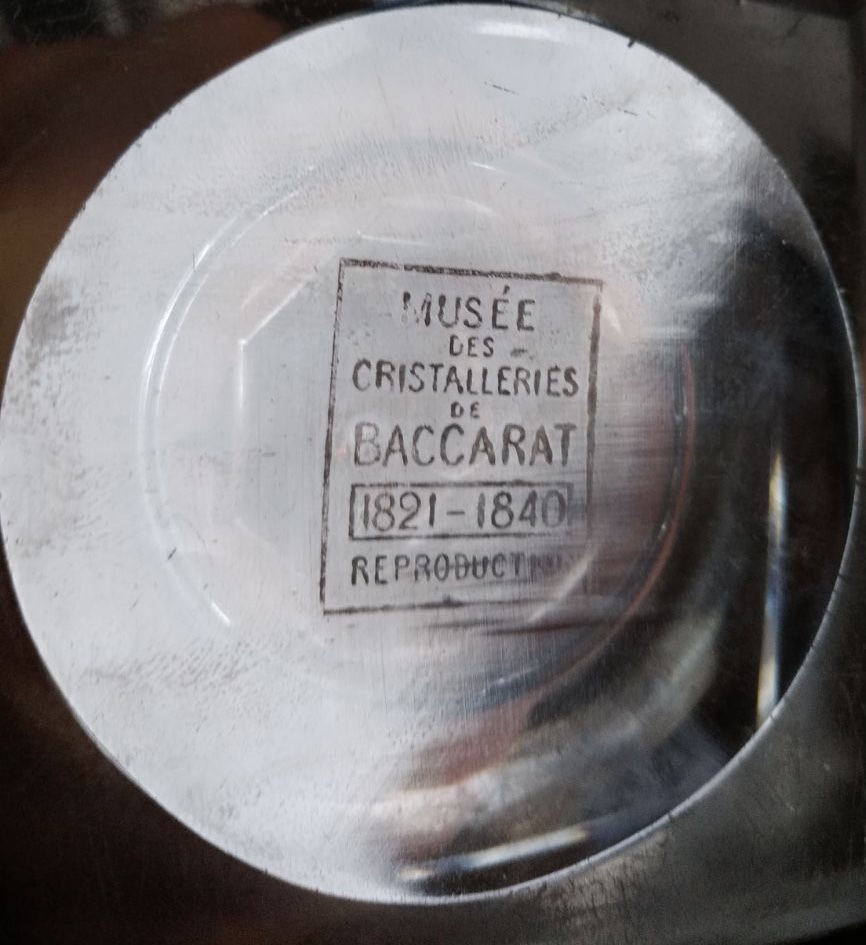 MUSÉE
DES
CRISTALLERIES
DE
BACCARAT
1821-1840
REPRODUCTION